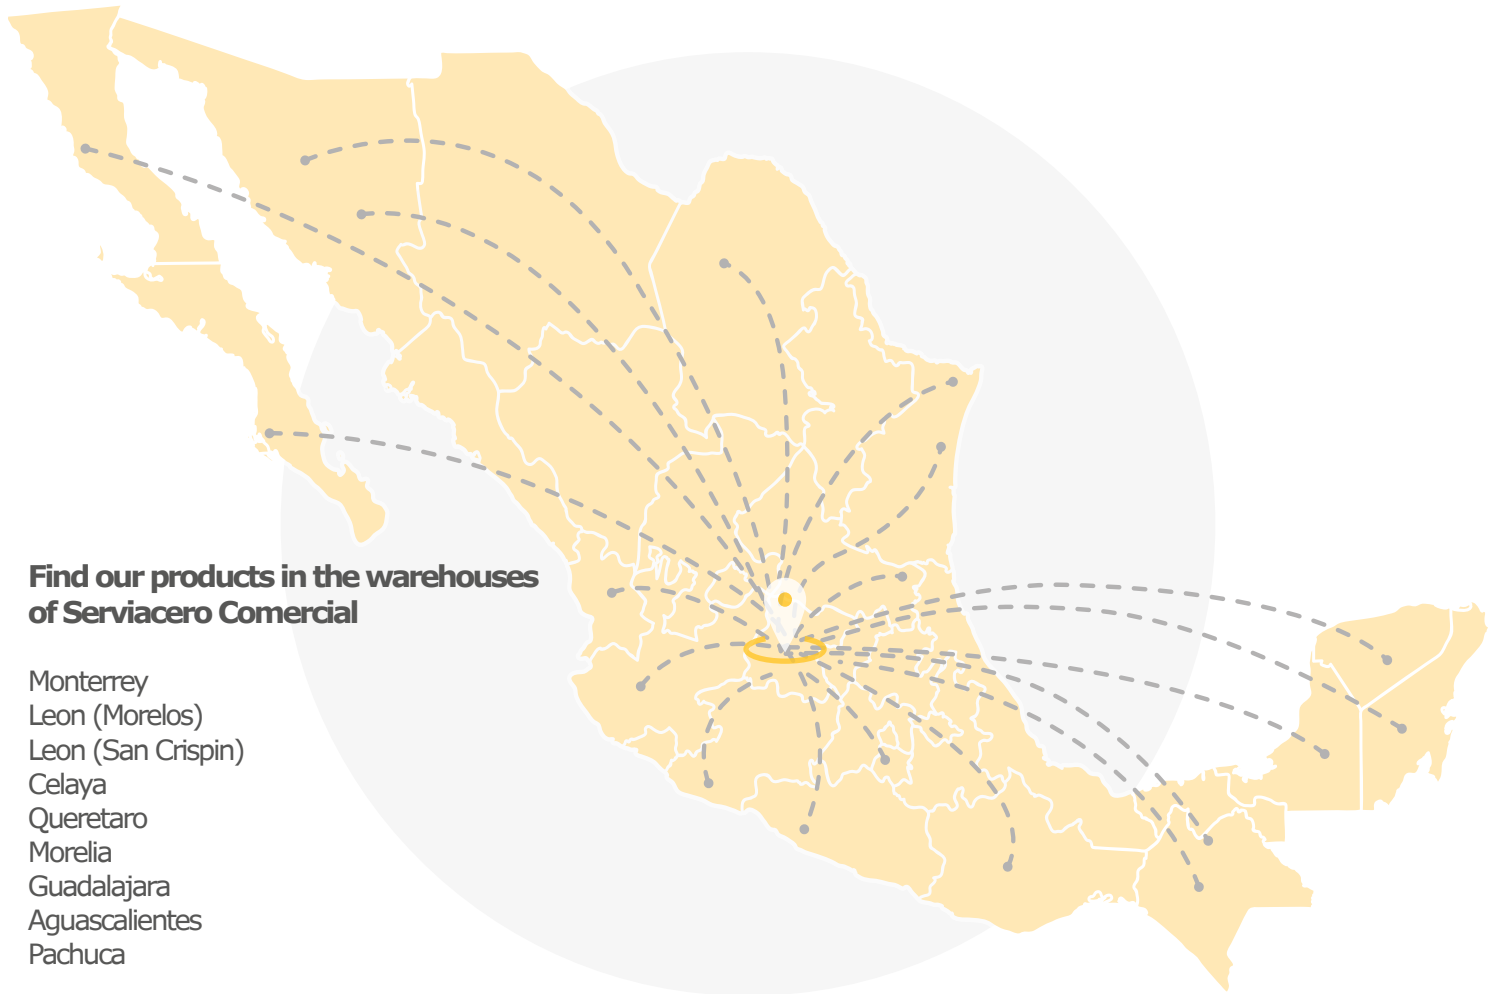 Find our products in the warehouses
of Serviacero Comercial
Monterrey
Leon (Morelos)
Leon (San Crispin)
Celaya
Queretaro
Morelia
Guadalajara
Aguascalientes
Pachuca